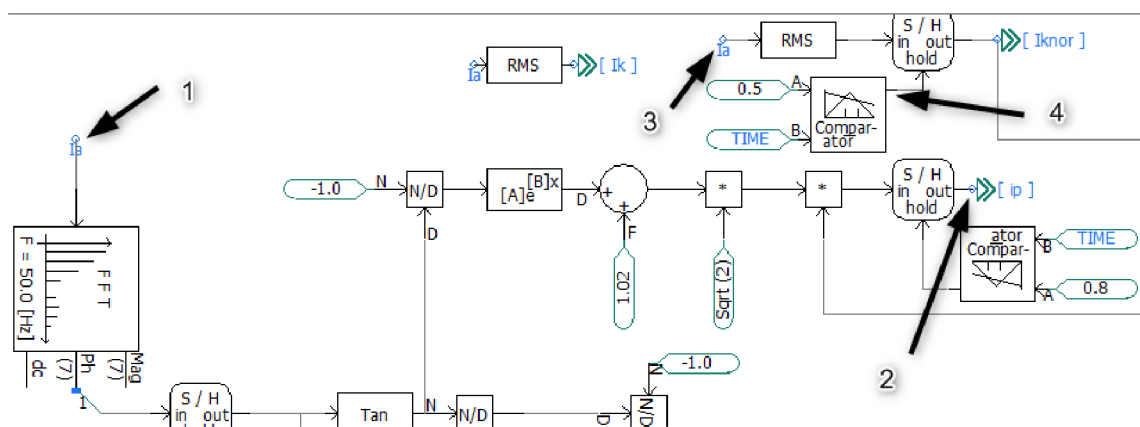 1
Ia
RMS
[ Ik ]
Ia
3
RMS
S / H
in out
hold
[ Iknor ]
0.5
A
TIME
B
Compar-
ator
4
-1.0
N
N/D
D
[A]e[B]x
D
+
+
F
1.02
*
Sqrt (2)
*
S / H
in out
hold
[ ip ]
ator
Compar-
B
TIME
A
0.8
2
F = 50.0 [Hz]
F F T
dc
Ph
(7)
Mag
(7)
1
S / H
in out
Tan
N
N/D
D
N/D
N
-1.0
Ia